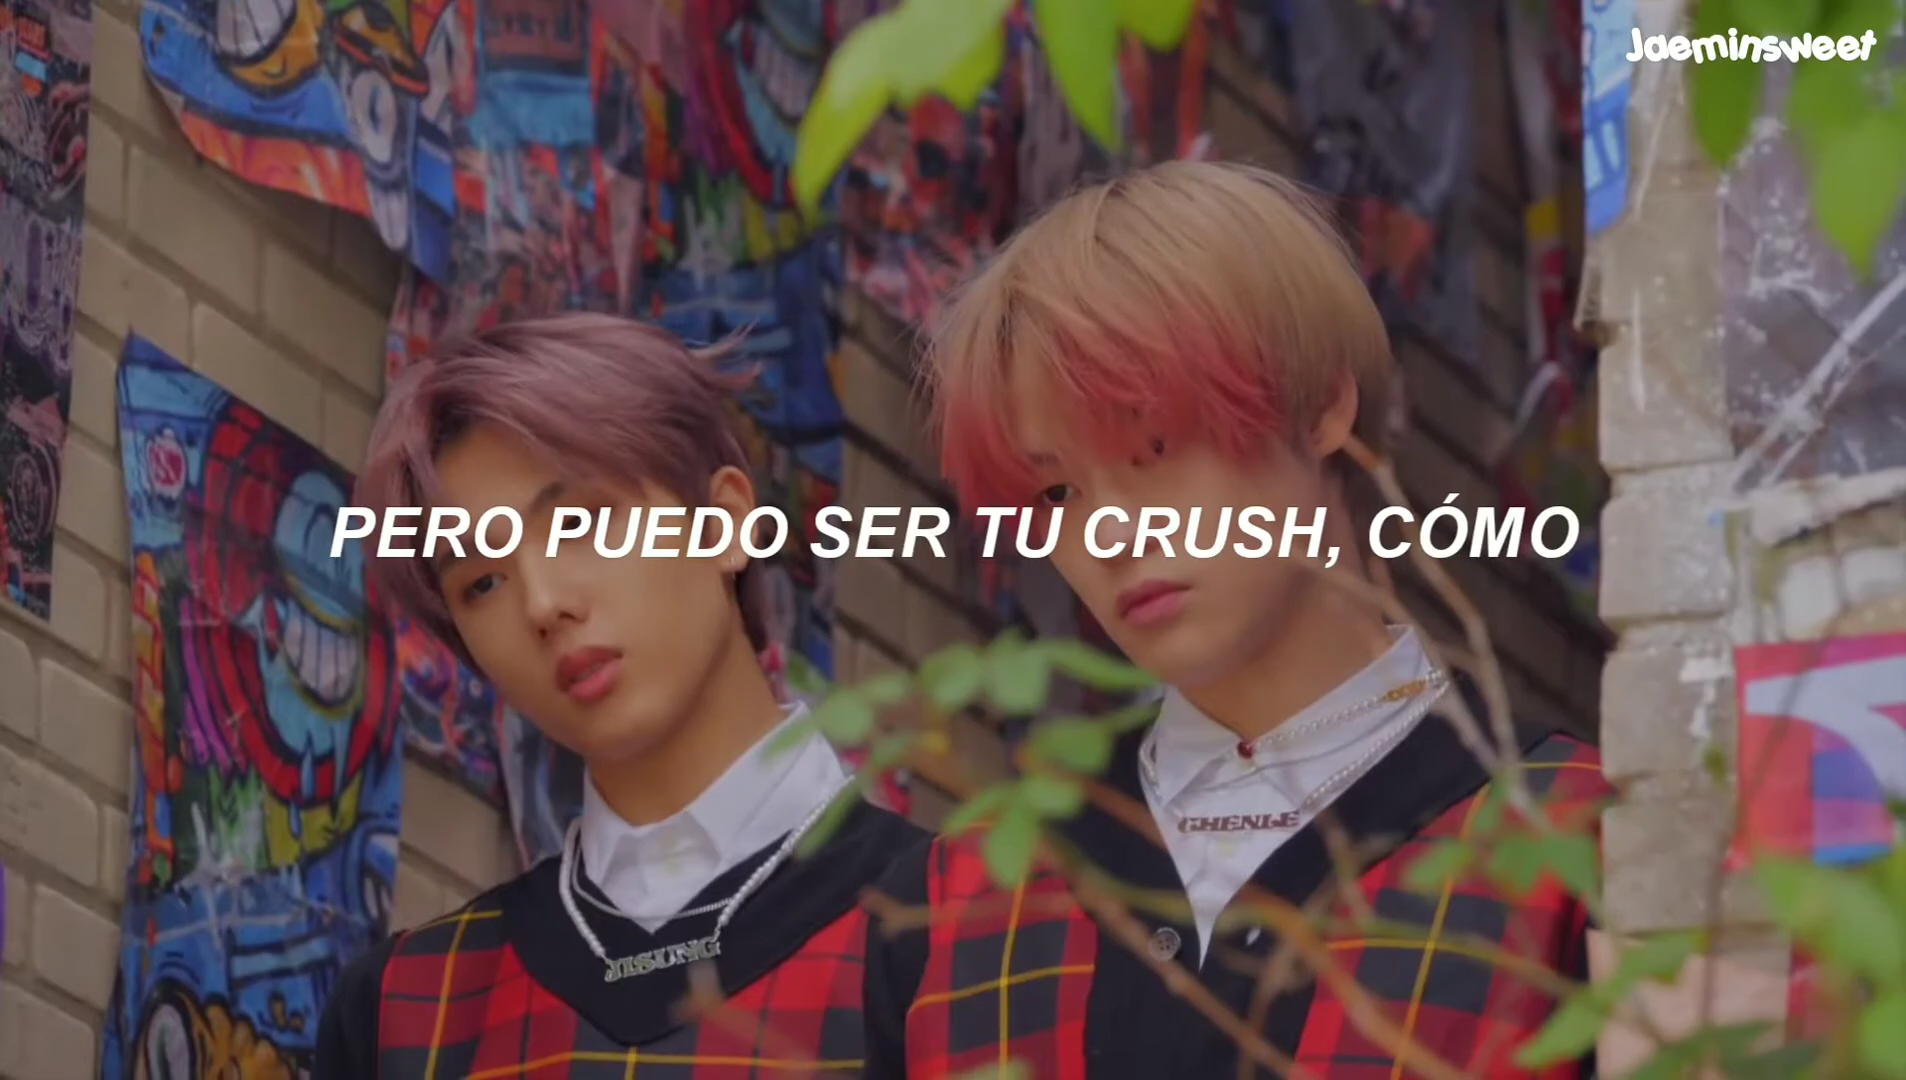 Jaeminsweet
PERO PUEDO SER TU CRUSH, CÓMO
CHENLE
JISUNG